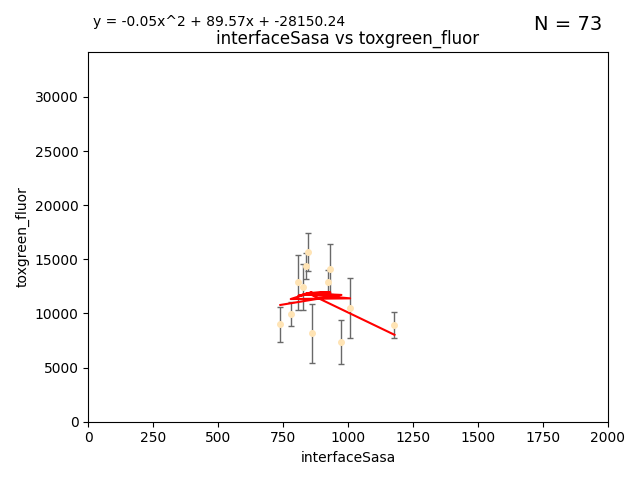 y = -0.05x^2 + 89.57x + -28150.24
N = 73
interfaceSasa vs toxgreen_fluor
30000
25000
20000
15000
10000
5000
0
toxgreen_fluor
0 250 500 750 1000 1250 1500 1750 2000
interfaceSasa